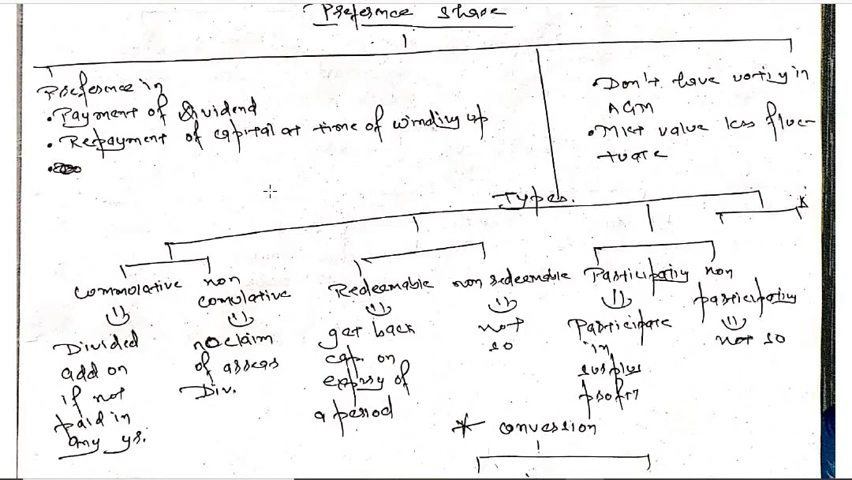 Preference share
Preference in
• Payment of dividend
• Repayment of capital at time of winding up
• Don't have voting in
AGM
• Mkt value less fluc-
tuate
Types.
*
Commolative
Divided
add on
if not
paid in
any yr.
non
comulative
no claim
of arrears
Div.
Redeemable
get back
cap. on
expiry of
a period
non redeemable
not
so
Participating
Participate
in
surplus
profit
non
participating
not so
* conversion